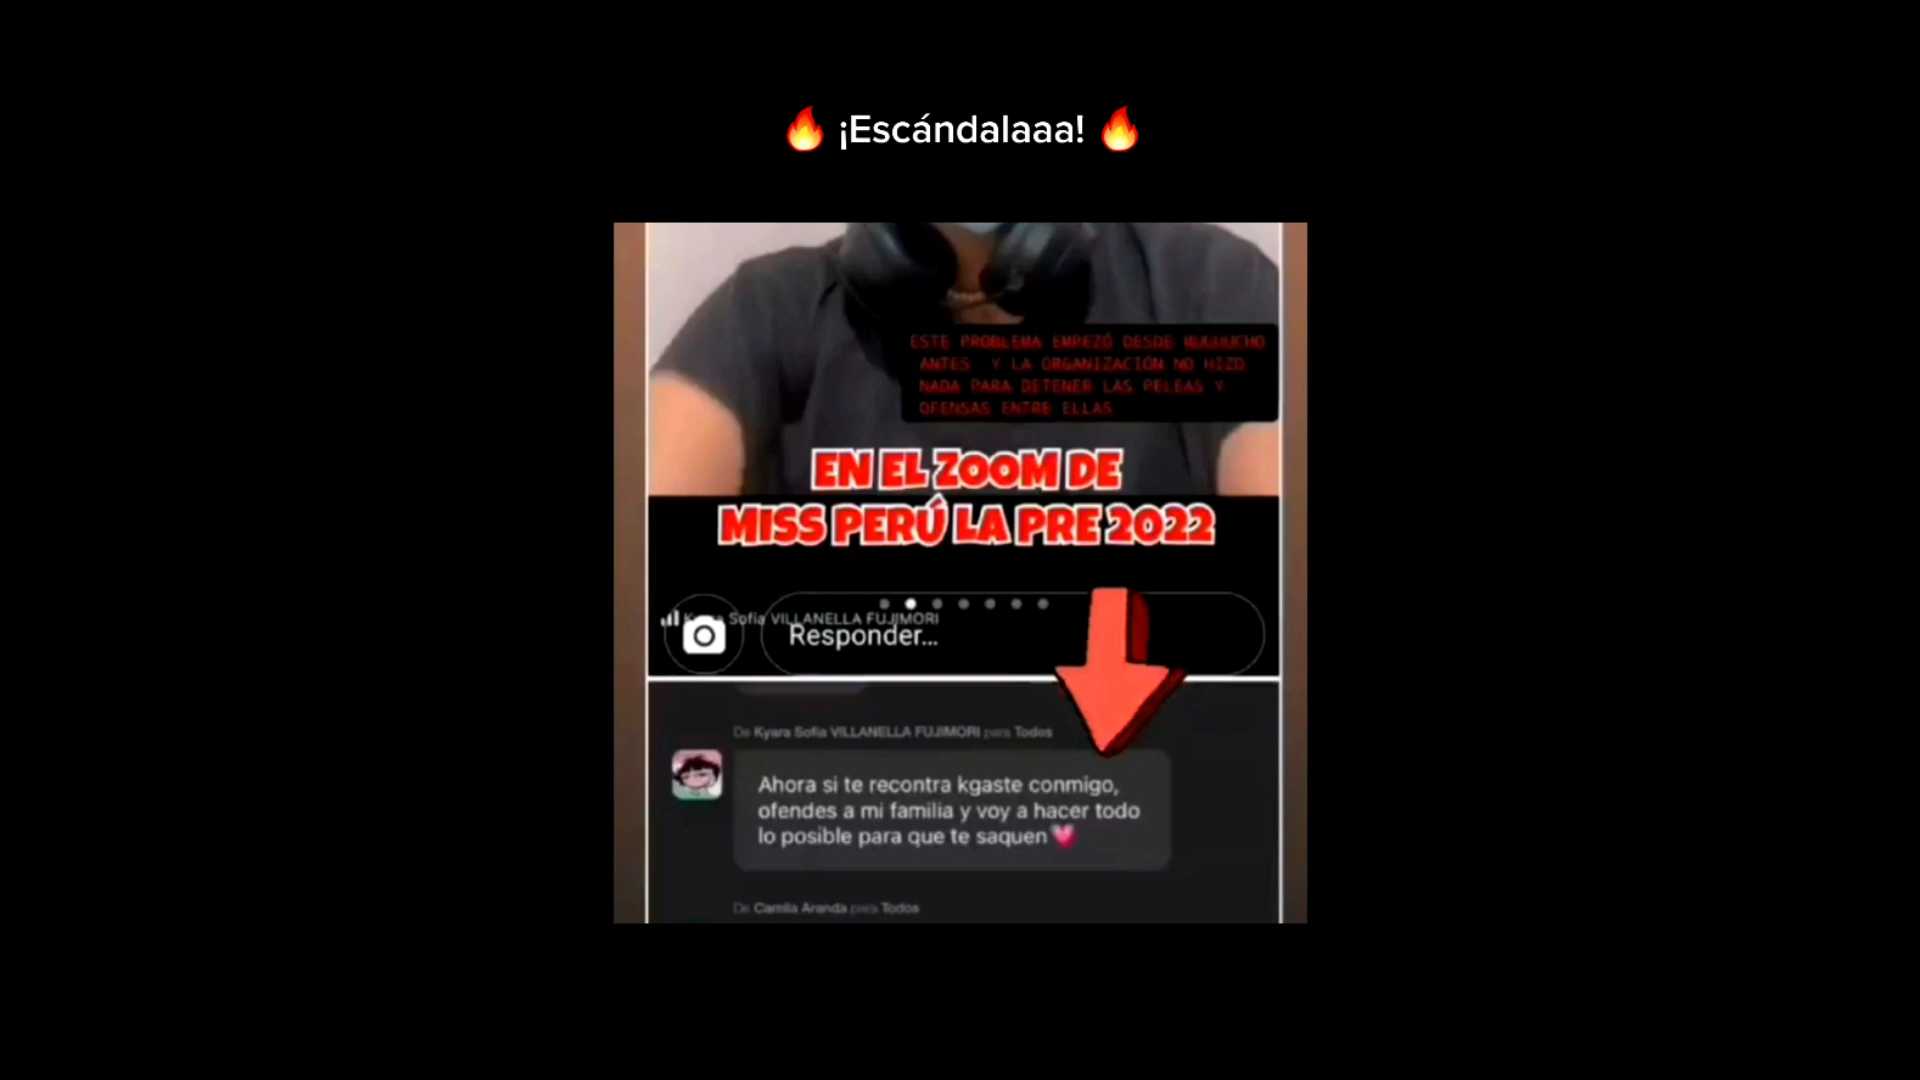 🔥 ¡Escándalaaa! 🔥
ESTE PROBLEMA EMPEZÓ DESDE MUUUUCHO
ANTES Y LA ORGANIZACIÓN NO HIZO
NADA PARA DETENER LAS PELEAS Y
OFENSAS ENTRE ELLAS
EN EL ZOOM DE
MISS PERÚ LA PRE 2022
Sofia VILLANELLA FUJIMORI
Responder...
De Kyara Sofia VILLANELLA FUJIMORI para Todos
Ahora si te recontra kgaste conmigo,
ofendes a mi familia y voy a hacer todo
lo posible para que te saquen 💗
De Camila Aranda para Todos